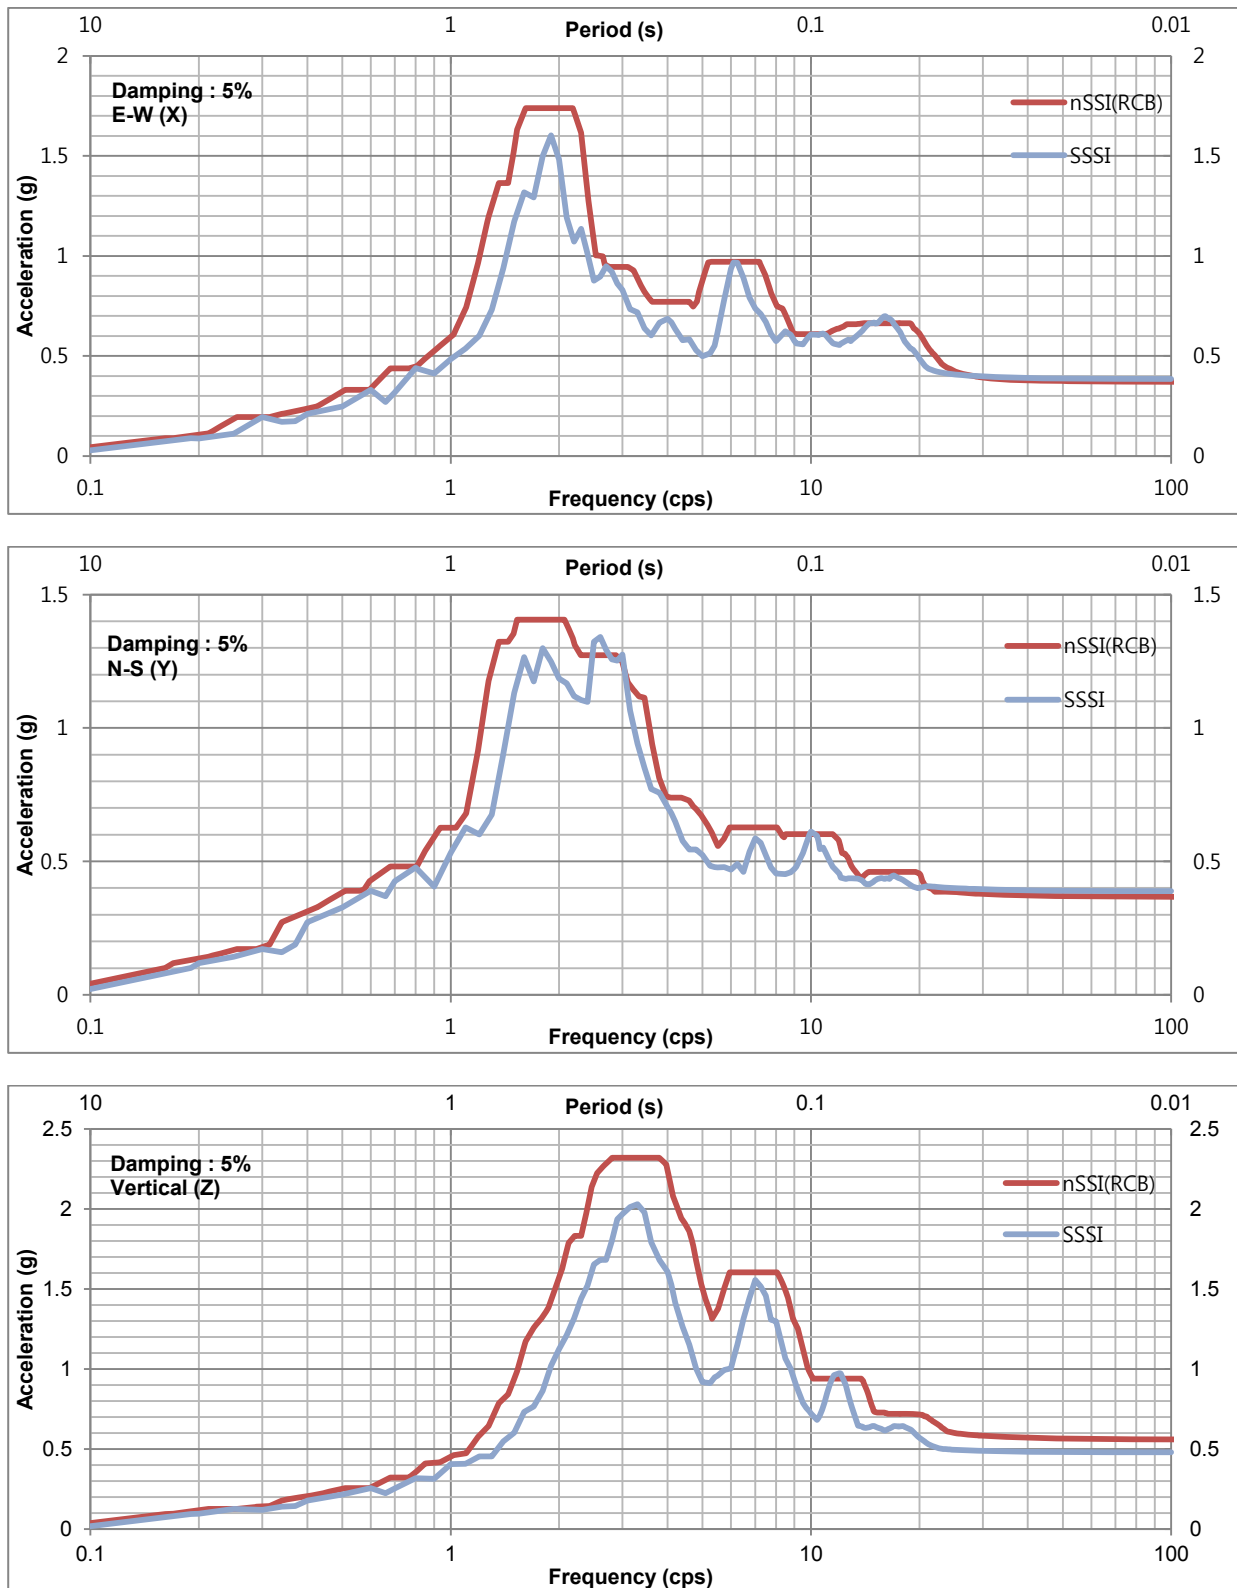 10 1 Period (s) 0.1 0.01
2 2
Damping : 5%
E-W (X)
nSSI(RCB)
1.5 SSSI 1.5
Acceleration (g)
1 1
0.5 0.5
0 0
0.1 1 Frequency (cps) 10 100
10 1 Period (s) 0.1 0.01
1.5 1.5
Damping : 5%
N-S (Y)
nSSI(RCB)
SSSI
1 1
Acceleration (g)
0.5 0.5
0 0
0.1 1 Frequency (cps) 10 100
10 1 Period (s) 0.1 0.01
2.5 2.5
Damping : 5%
Vertical (Z)
nSSI(RCB)
2 2
SSSI
1.5 1.5
Acceleration (g)
1 1
0.5 0.5
0 0
0.1 1 Frequency (cps) 10 100